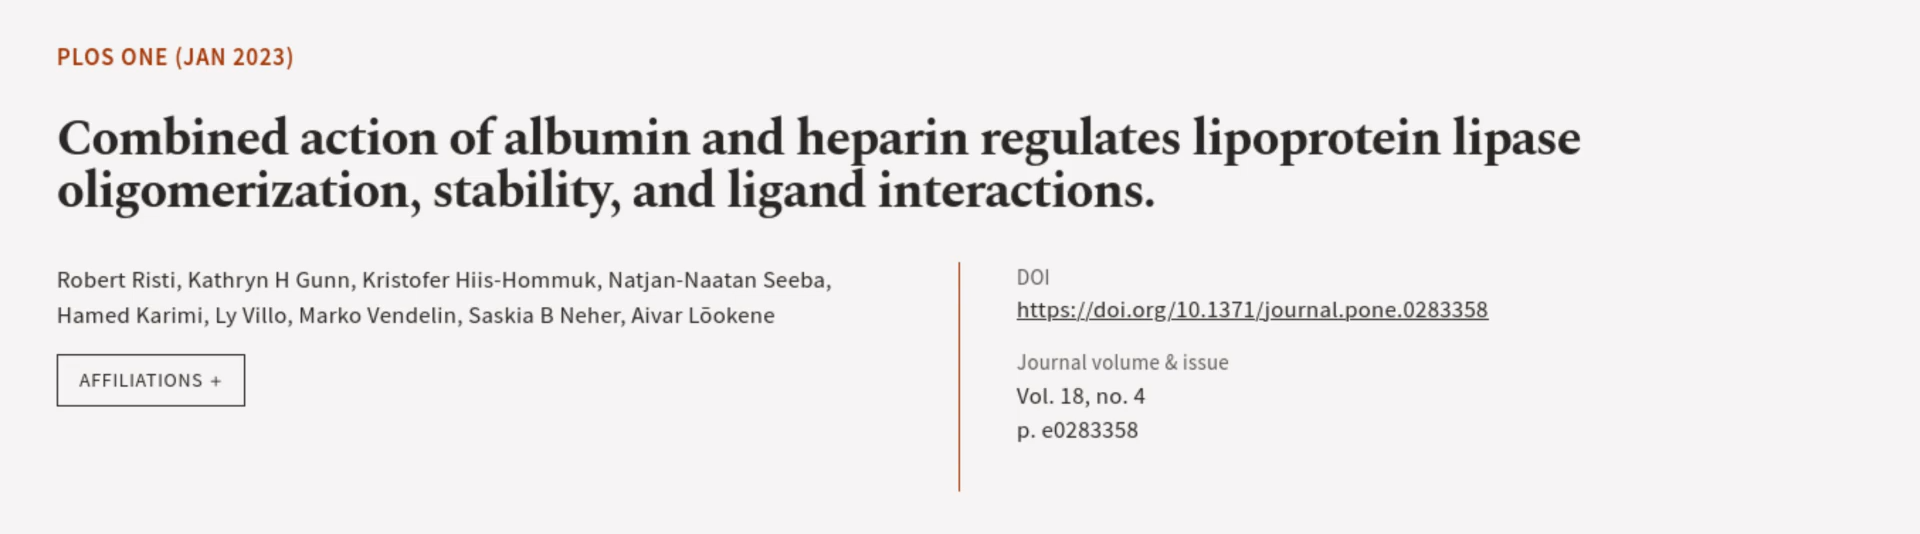 PLOS ONE (JAN 2023)
Combined action of albumin and heparin regulates lipoprotein lipase
oligomerization, stability, and ligand interactions.
Robert Risti, Kathryn H Gunn, Kristofer Hiis-Hommuk, Natjan-Naatan Seeba,
Hamed Karimi, Ly Villo, Marko Vendelin, Saskia B Neher, Aivar Lõokene
AFFILIATIONS +
DOI
https://doi.org/10.1371/journal.pone.0283358
Journal volume & issue
Vol. 18, no. 4
p. e0283358